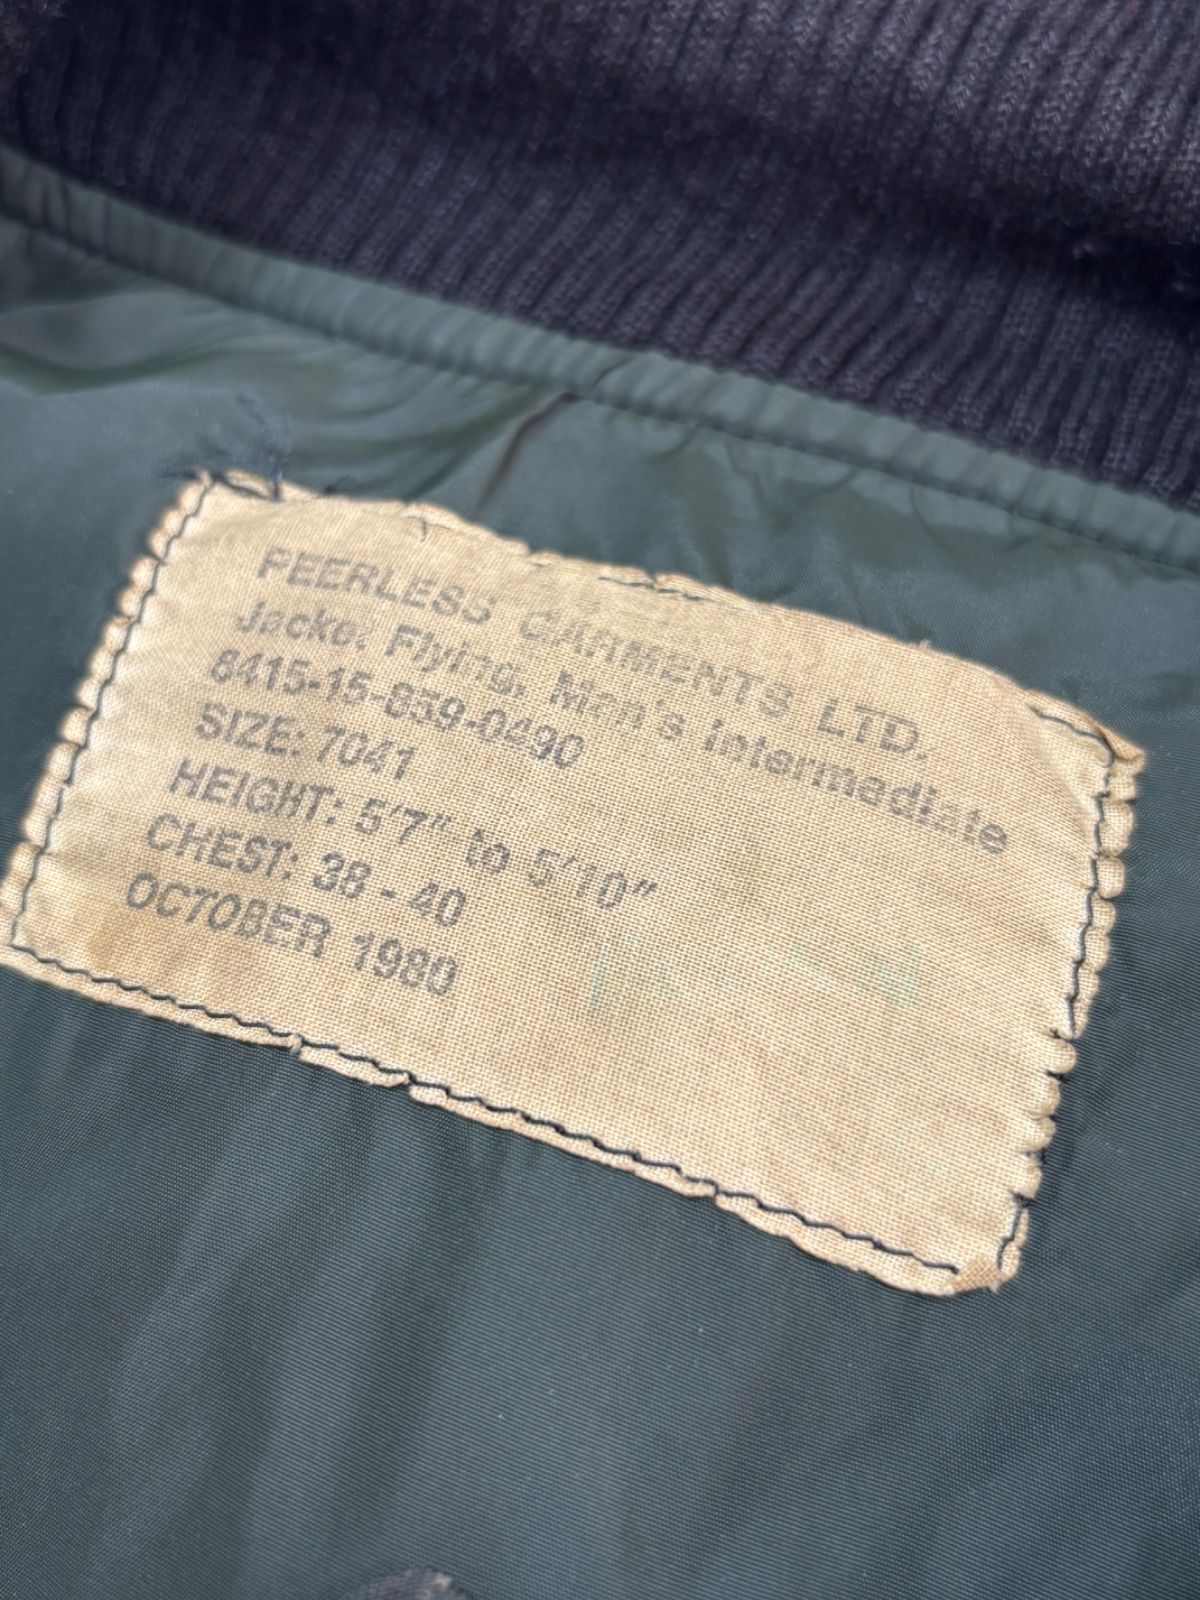 PEERLESS GARMENTS LTD.
Jacket Flying, Man's intermediate
8415-15-859-0490
SIZE: 7041
HEIGHT: 5'7" to 5'10"
CHEST: 38 - 40
OCTOBER 1980